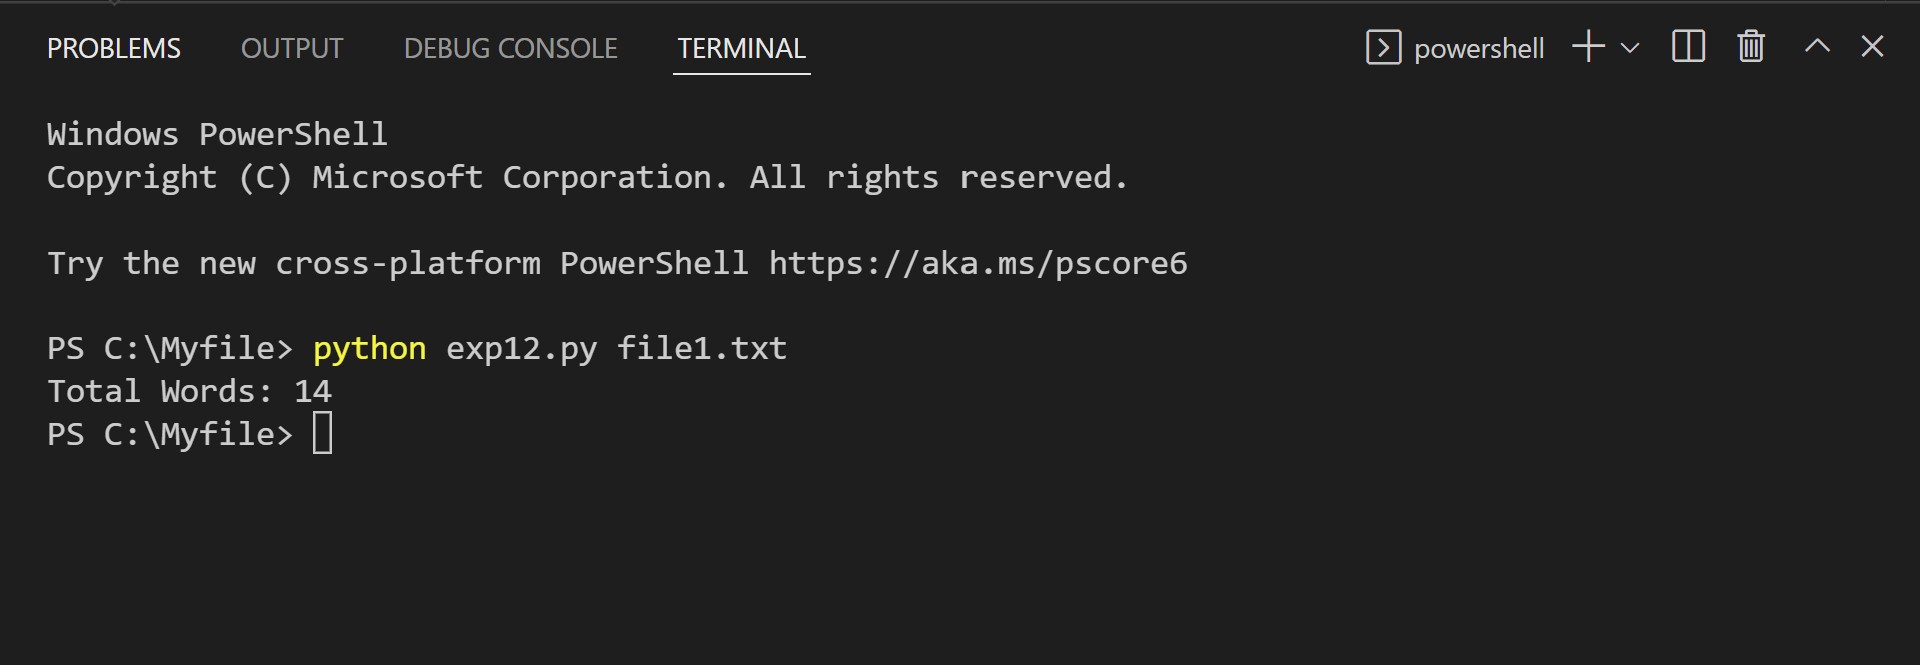 PROBLEMS OUTPUT DEBUG CONSOLE TERMINAL powershell
Windows PowerShell
Copyright (C) Microsoft Corporation. All rights reserved.
Try the new cross-platform PowerShell https://aka.ms/pscore6
PS C:\Myfile> python exp12.py file1.txt
Total Words: 14
PS C:\Myfile>